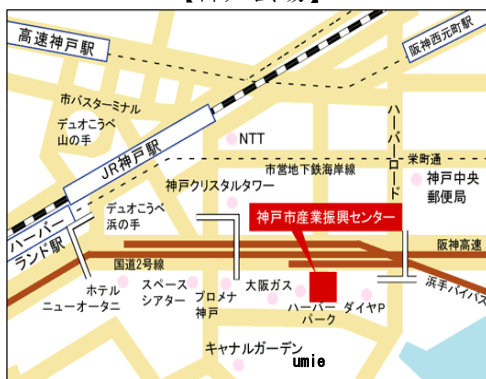 高速神戸駅
阪神西元町駅
市バスターミナル
デュオこうべ
山の手
JR神戸駅
NTT
ハーバーロード
栄町通
市営地下鉄海岸線
神戸中央
郵便局
神戸クリスタルタワー
デュオこうべ
浜の手
神戸市産業振興センター
ハーバー
ランド駅
阪神高速
国道2号線
浜手バイパス
ホテル
ニューオータニ
スペース
シアター
プロメナ
神戸
大阪ガス
ハーバー
パーク
ダイヤP
キャナルガーデン
umie